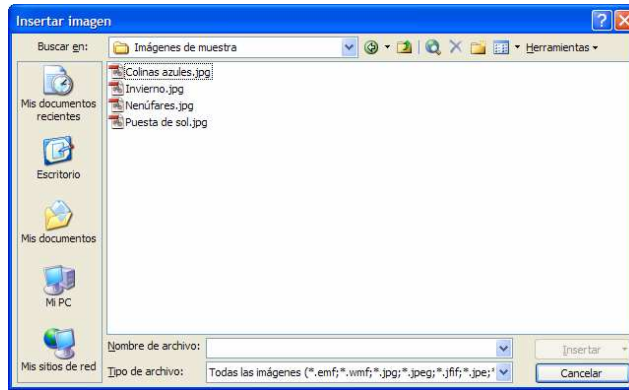 Insertar imagen
Buscar en:
Imágenes de muestra
Herramientas
Mis documentos
recientes
Escritorio
Mis documentos
Mi PC
Mis sitios de red
Colinas azules.jpg
Invierno.jpg
Nenúfares.jpg
Puesta de sol.jpg
Nombre de archivo:
Insertar
Tipo de archivo:
Todas las imágenes (*.emf;*.wmf;*.jpg;*.jpeg;*.jfif;*.jpe;*
Cancelar